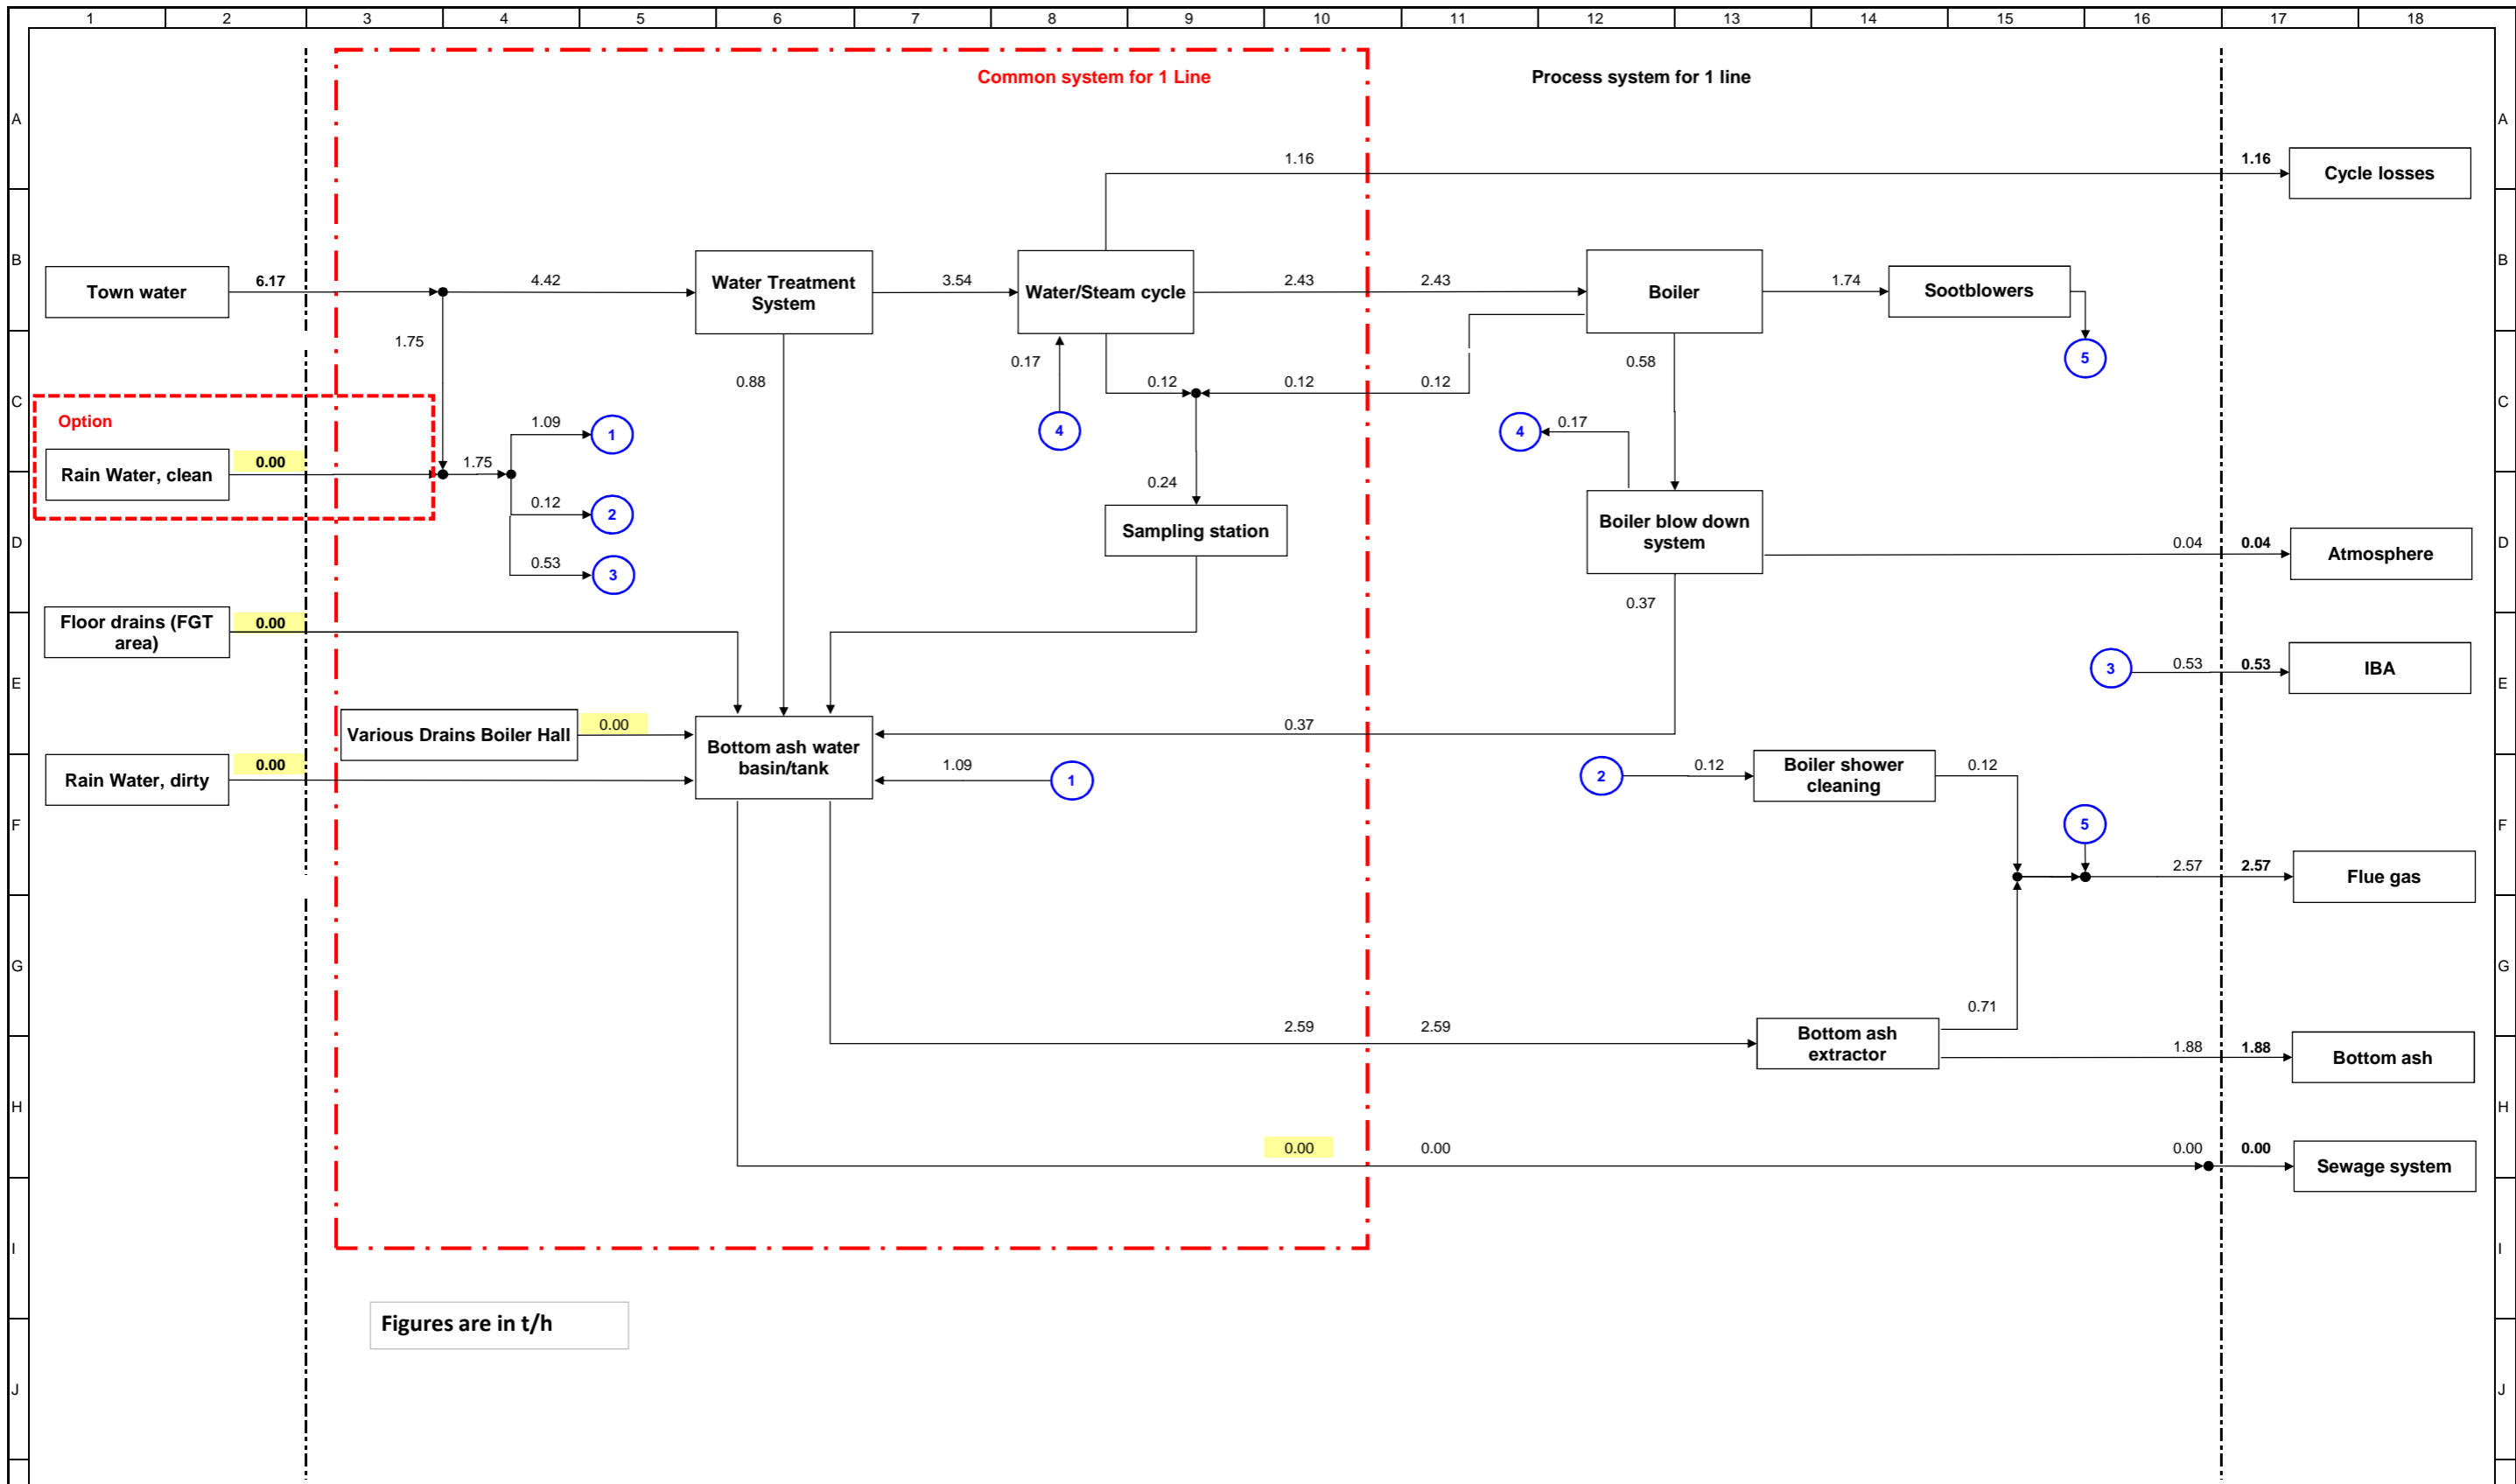 1 2 3 4 5 6 7 8 9 10 11 12 13 14 15 16 17 18
Common system for 1 Line
Process system for 1 line
A
A
1.16
1.16
Cycle losses
B
B
Town water
6.17
4.42
Water Treatment
System
3.54
Water/Steam cycle
2.43
2.43
Boiler
1.74
Sootblowers
1.75
0.88
0.17
0.58
5
0.12
0.12
0.12
C
C
Option
1.09
1
4
4
0.17
Rain Water, clean
0.00
1.75
0.24
0.12
2
Sampling station
Boiler blow down
system
D
D
0.04
0.04
Atmosphere
0.53
3
0.37
Floor drains (FGT
area)
0.00
3
0.53
0.53
IBA
E
E
Various Drains Boiler Hall
0.00
Bottom ash water
basin/tank
0.37
Rain Water, dirty
0.00
1.09
1
2
0.12
Boiler shower
cleaning
0.12
F
F
5
2.57
2.57
Flue gas
G
G
0.71
2.59
2.59
Bottom ash
extractor
1.88
1.88
Bottom ash
H
H
0.00
0.00
0.00
0.00
Sewage system
I
I
Figures are in t/h
J
J